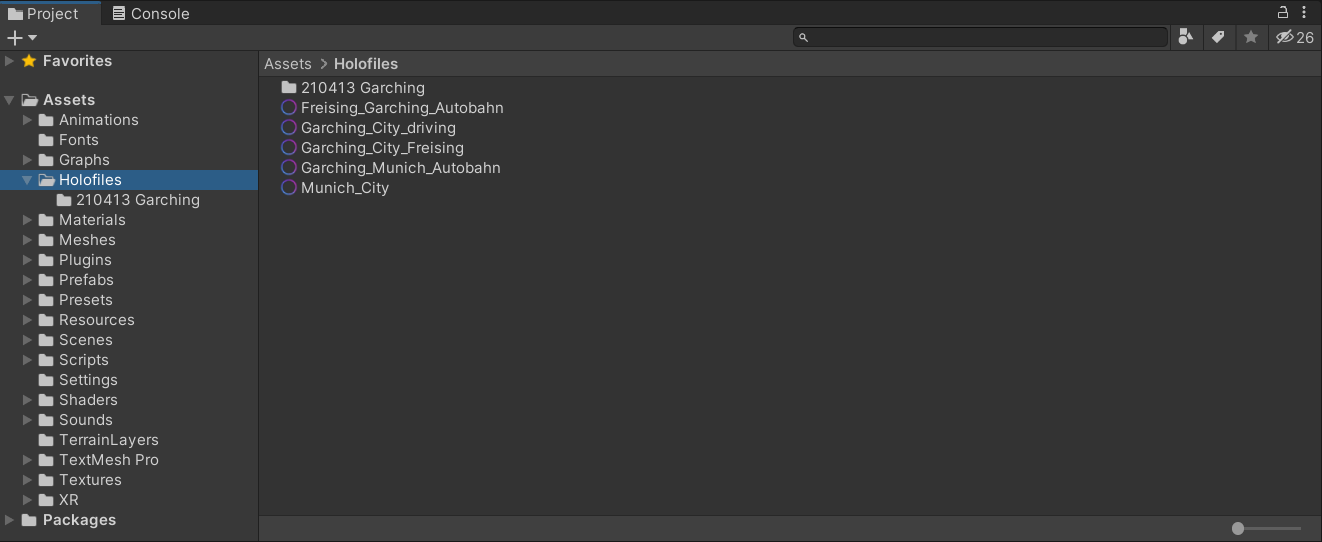 Project Console
26
Favorites
Assets
Animations
Fonts
Graphs
Holofiles
210413 Garching
Materials
Meshes
Plugins
Prefabs
Presets
Resources
Scenes
Scripts
Settings
Shaders
Sounds
TerrainLayers
TextMesh Pro
Textures
XR
Packages
Assets > Holofiles
210413 Garching
Freising_Garching_Autobahn
Garching_City_driving
Garching_City_Freising
Garching_Munich_Autobahn
Munich_City